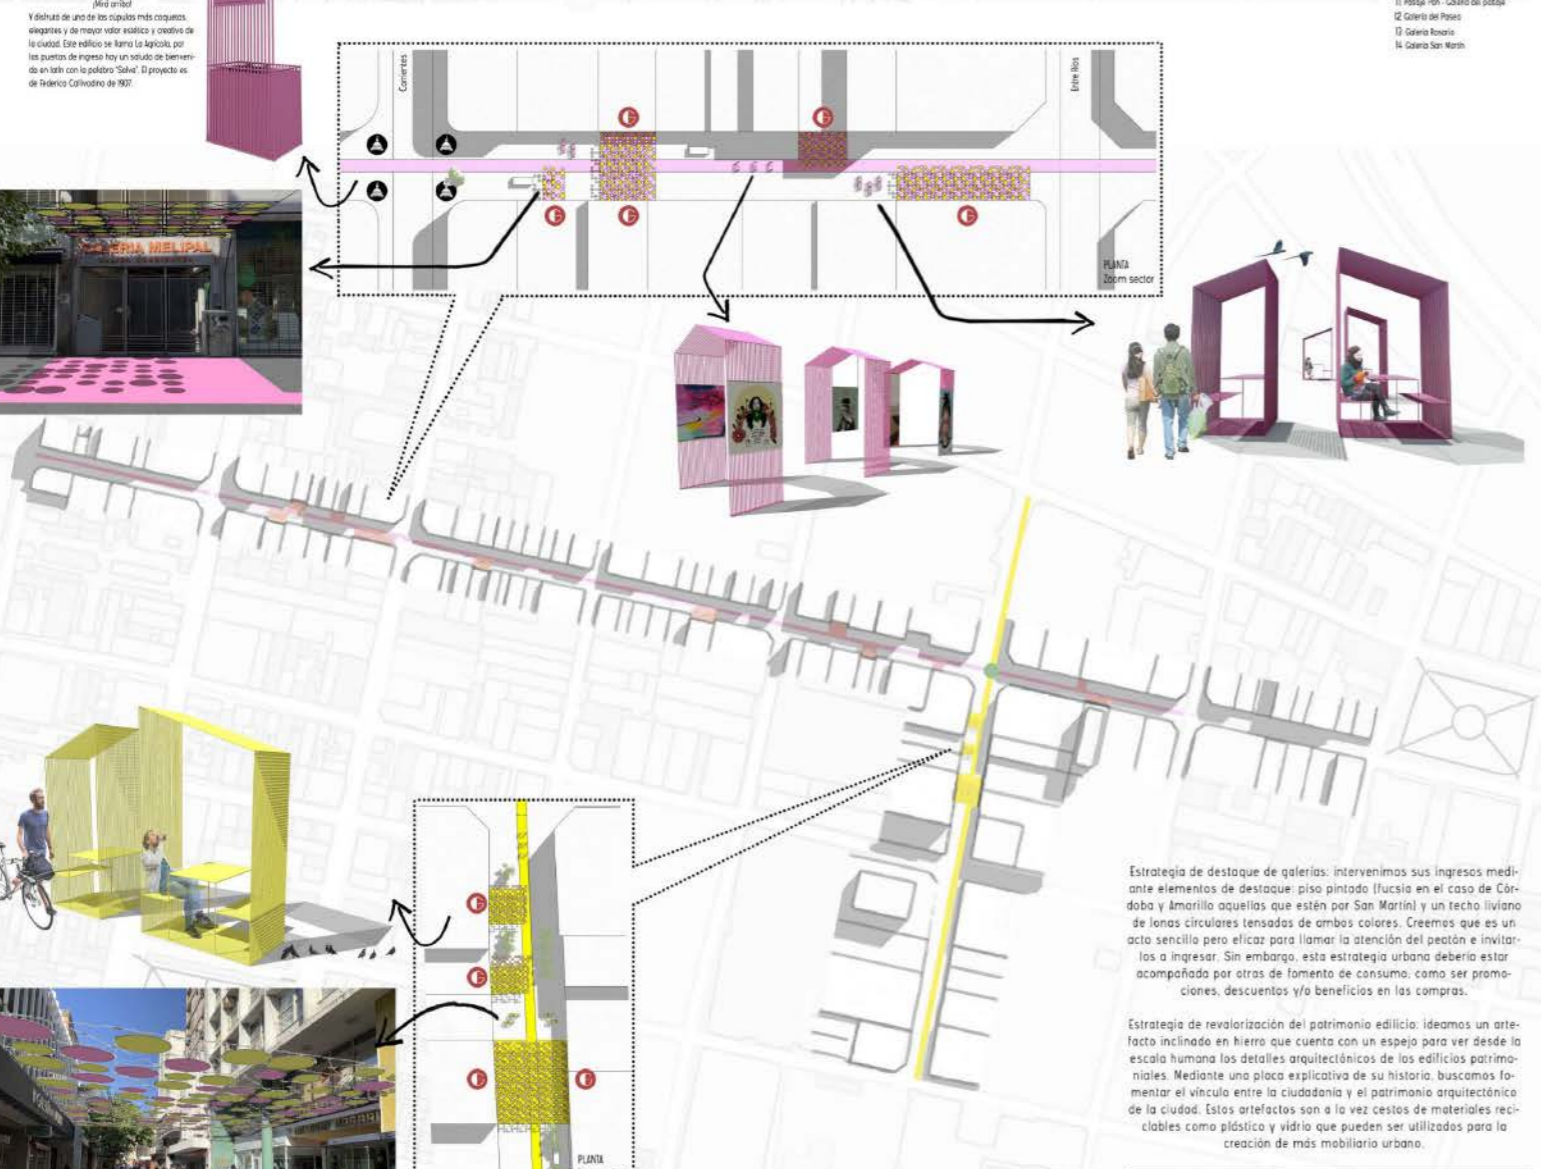 ¡Mirá arriba!
Y disfrutá de una de las cúpulas más coquetas,
elegantes y de mayor valor estético y creativo de
la ciudad. Este edificio se llama La Agrícola, por
las puertas de ingreso hay un saludo de bienveni-
da en latín con la palabra "Salve". El proyecto es
de Federico Collivadino de 1907.
11 Pasaje Pan - Galería del pasaje
12 Galería del Paseo
13 Galería Rosario
14 Galería San Martín
Corrientes
Entre Ríos
G
G
G
G
G
PLANTA
Zoom sector
ERIA MELIPAL
G
G
G
G
PLANTA
Estrategia de destaque de galerías: intervenimos sus ingresos medi-
ante elementos de destaque: piso pintado (fucsia en el caso de Cór-
doba y Amarillo aquellas que estén por San Martín) y un techo liviano
de lonas circulares tensadas de ambos colores. Creemos que es un
acto sencillo pero eficaz para llamar la atención del peatón e invitar-
los a ingresar. Sin embargo, esta estrategia urbana debería estar
acompañada por otras de fomento de consumo, como ser promo-
ciones, descuentos y/o beneficios en las compras.
Estrategia de revalorización del patrimonio edilicio: ideamos un arte-
facto inclinado en hierro que cuenta con un espejo para ver desde la
escala humana los detalles arquitectónicos de los edificios patrimo-
niales. Mediante una placa explicativa de su historia, buscamos fo-
mentar el vínculo entre la ciudadanía y el patrimonio arquitectónico
de la ciudad. Estos artefactos son a la vez cestos de materiales reci-
clables como plástico y vidrio que pueden ser utilizados para la
creación de más mobiliario urbano.